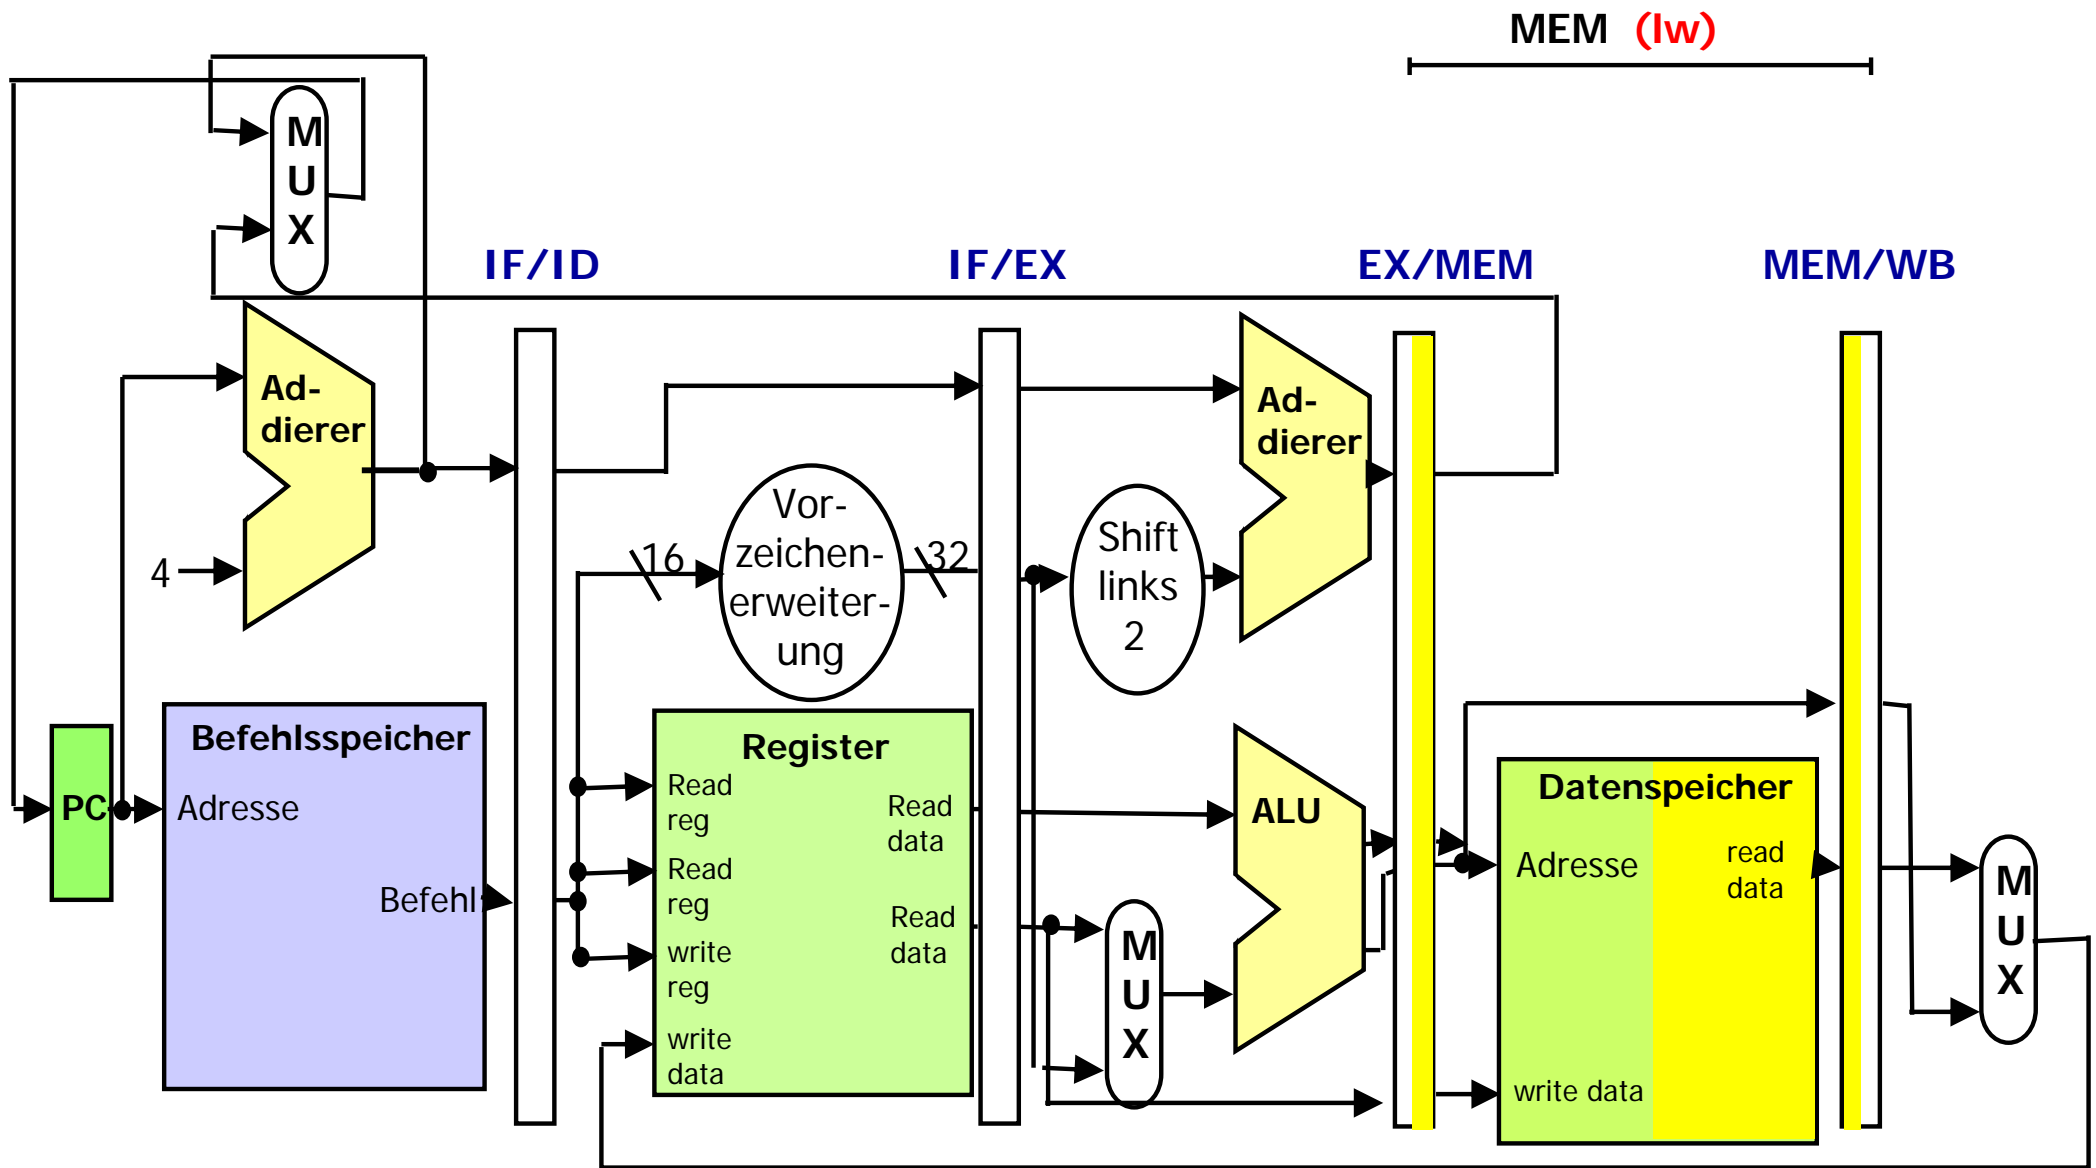 MEM (lw)
M
U
X
IF/ID
IF/EX
EX/MEM
MEM/WB
Ad-
dierer
4
16
Vor-
zeichen-
erweiter-
ung
32
Shift
links
2
Ad-
dierer
PC
Befehlsspeicher
Adresse
Befehl
Register
Read
reg
Read
reg
write
reg
write
data
Read
data
Read
data
M
U
X
ALU
Datenspeicher
Adresse
read
data
write data
M
U
X